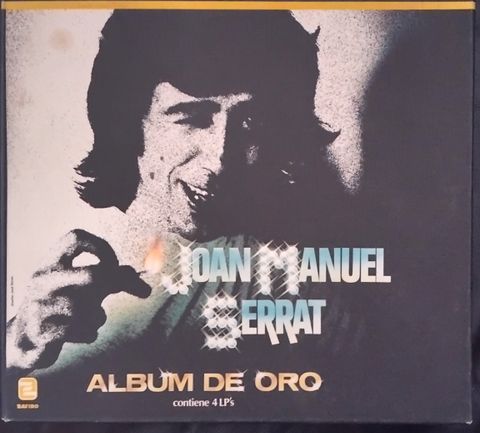 JOAN MANUEL
SERRAT
ALBUM DE ORO
contiene 4 LP's
ZAFIRO